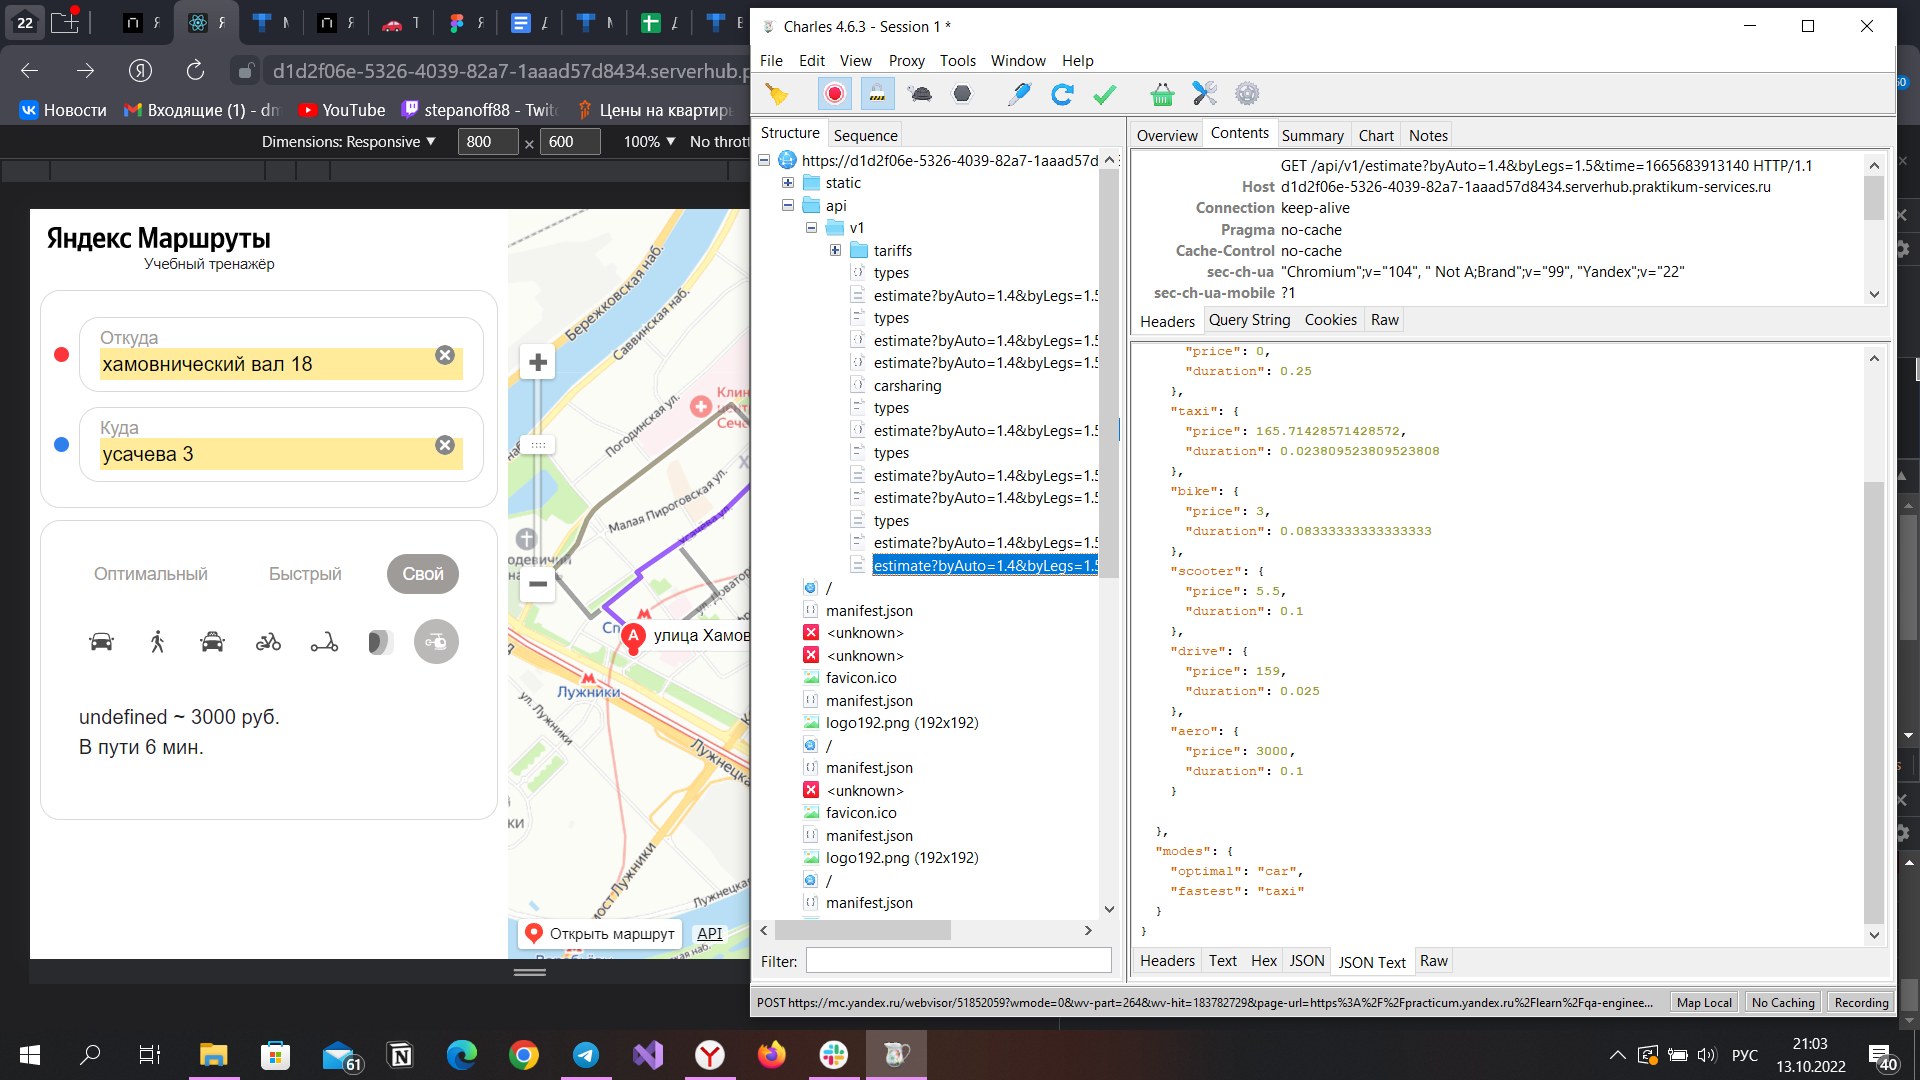 22
Charles 4.6.3 - Session 1 *
d1d2f06e-5326-4039-82a7-1aaad57d8434.serverhub.p
File Edit View Proxy Tools Window Help
Новости
Входящие (1) - dm
YouTube
stepanoff88 - Twit
Цены на квартир
Dimensions: Responsive
800
×
600
100%
No thrott
Яндекс Маршруты
Учебный тренажёр
Откуда
хамовнический вал 18
Куда
усачева 3
Оптимальный
Быстрый
Свой
undefined ~ 3000 руб.
В пути 6 мин.
Бережковская наб.
Саввинская наб.
Погодинская ул.
Малая Пироговская ул.
Клин
Сече
A
улица Хамов
Лужники
ул. Лужники
Лужнецка
мост Лужники
Открыть маршрут
API
Structure
Sequence
https://d1d2f06e-5326-4039-82a7-1aaad57d
static
api
v1
tariffs
types
estimate?byAuto=1.4&byLegs=1.5
types
estimate?byAuto=1.4&byLegs=1.5
estimate?byAuto=1.4&byLegs=1.5
carsharing
types
estimate?byAuto=1.4&byLegs=1.5
types
estimate?byAuto=1.4&byLegs=1.5
estimate?byAuto=1.4&byLegs=1.5
types
estimate?byAuto=1.4&byLegs=1.5
estimate?byAuto=1.4&byLegs=1.5
/
manifest.json
<unknown>
<unknown>
favicon.ico
manifest.json
logo192.png (192x192)
/
manifest.json
<unknown>
favicon.ico
manifest.json
logo192.png (192x192)
/
manifest.json
Filter:
Overview
Contents
Summary
Chart
Notes
GET /api/v1/estimate?byAuto=1.4&byLegs=1.5&time=1665683913140 HTTP/1.1
Host d1d2f06e-5326-4039-82a7-1aaad57d8434.serverhub.praktikum-services.ru
Connection keep-alive
Pragma no-cache
Cache-Control no-cache
sec-ch-ua "Chromium";v="104", " Not A;Brand";v="99", "Yandex";v="22"
sec-ch-ua-mobile ?1
Headers Query String Cookies Raw
"price": 0,
"duration": 0.25
},
"taxi": {
"price": 165.71428571428572,
"duration": 0.023809523809523808
},
"bike": {
"price": 3,
"duration": 0.08333333333333333
},
"scooter": {
"price": 5.5,
"duration": 0.1
},
"drive": {
"price": 159,
"duration": 0.025
},
"aero": {
"price": 3000,
"duration": 0.1
}
},
"modes": {
"optimal": "car",
"fastest": "taxi"
}
}
Headers Text Hex JSON JSON Text Raw
POST https://mc.yandex.ru/webvisor/51852059?wmode=0&wv-part=264&wv-hit=183782729&page-url=https%3A%2F%2Fpracticum.yandex.ru%2Flearn%2Fqa-enginee...
Map Local
No Caching
Recording
61
РУС
21:03
13.10.2022
40